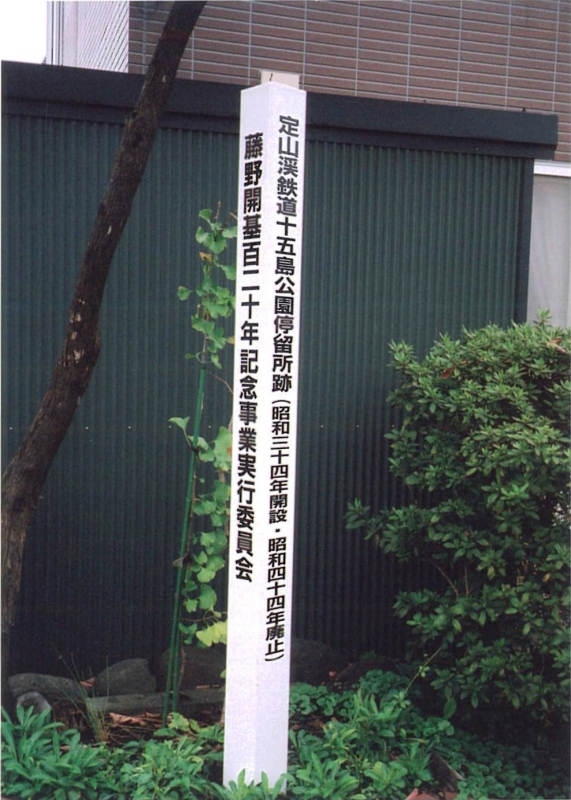 定山渓鉄道十五島公園停留所跡（昭和三十四年開設・昭和四十四年廃止）
藤野開基百二十年記念事業実行委員会